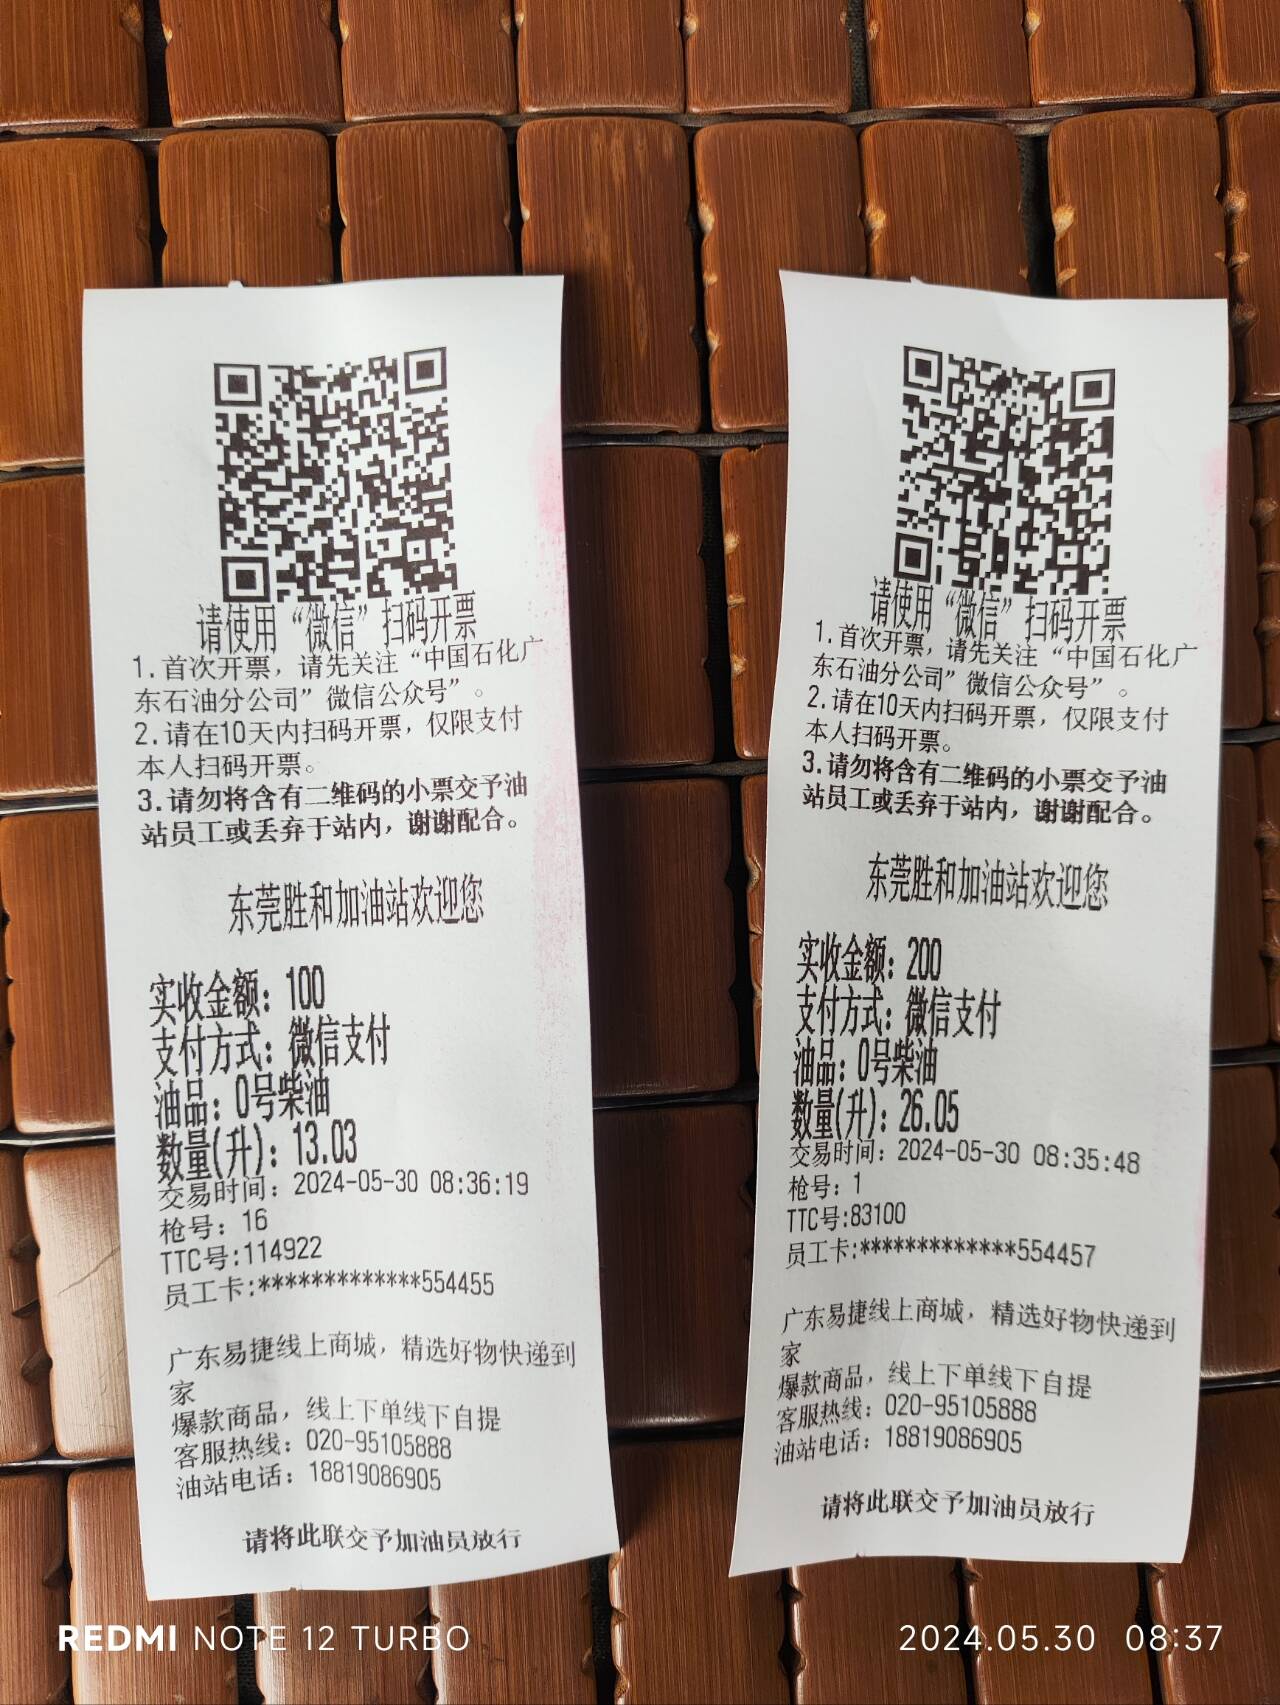 请使用“微信”扫码开票
1.首次开票，请先关注“中国石化广
东石油分公司”微信公众号”。
2.请在10天内扫码开票，仅限支付
本人扫码开票。
3.请勿将含有二维码的小票交予油
站员工或丢弃于站内，谢谢配合。
东莞胜和加油站欢迎您
实收金额：100
支付方式：微信支付
油品：0号柴油
数量(升)：13.03
交易时间：2024-05-30 08:36:19
枪号：16
TTC号:114922
员工卡:*************554455
广东易捷线上商城，精选好物快递到
家
爆款商品，线上下单线下自提
客服热线：020-95105888
油站电话：18819086905
请将此联交予加油员放行
请使用“微信”扫码开票
1.首次开票，请先关注“中国石化广
东石油分公司”微信公众号”。
2.请在10天内扫码开票，仅限支付
本人扫码开票。
3.请勿将含有二维码的小票交予油
站员工或丢弃于站内，谢谢配合。
东莞胜和加油站欢迎您
实收金额：200
支付方式：微信支付
油品：0号柴油
数量(升)：26.05
交易时间：2024-05-30 08:35:48
枪号：1
TTC号:83100
员工卡:*************554457
广东易捷线上商城，精选好物快递到
家
爆款商品，线上下单线下自提
客服热线：020-95105888
油站电话：18819086905
请将此联交予加油员放行
REDMI NOTE 12 TURBO
2024.05.30 08:37